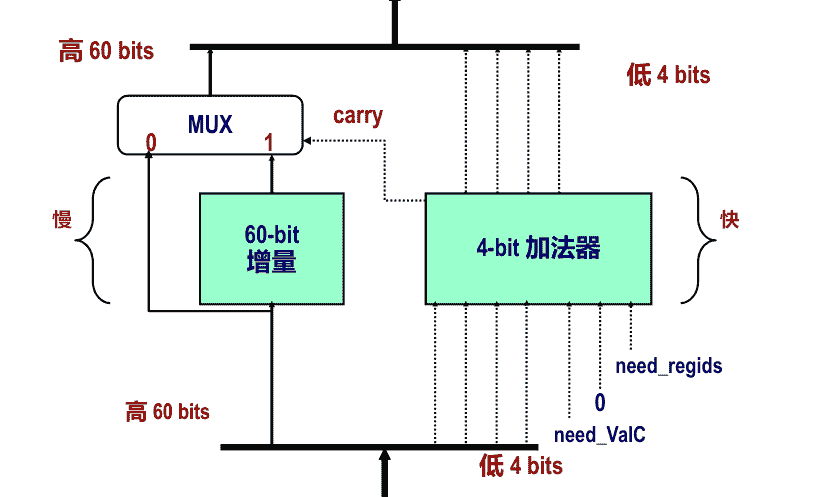 高 60 bits
低 4 bits
MUX
0
1
carry
慢
60-bit
增量
4-bit 加法器
快
need_regids
0
need_ValC
高 60 bits
低 4 bits